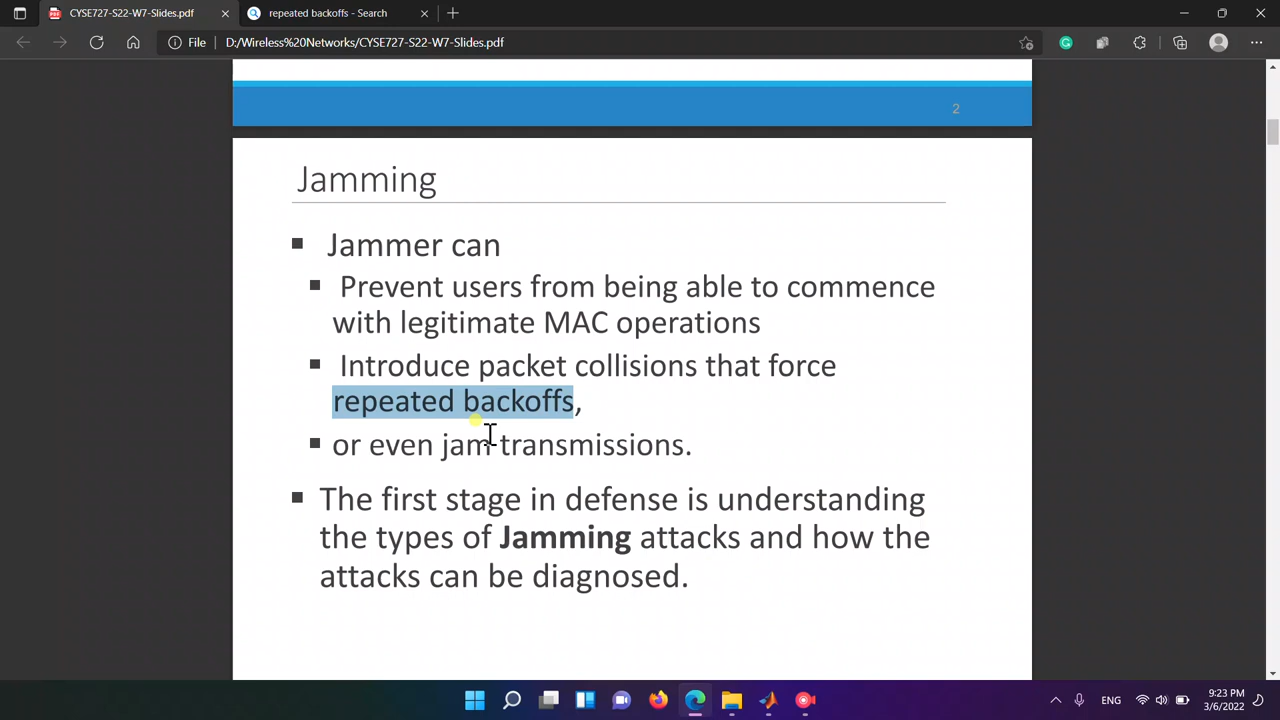 CYSE727-S22-W7-Slides.pdf
repeated backoffs - Search
File
D:/Wireless%20Networks/CYSE727-S22-W7-Slides.pdf
2
Jamming
Jammer can
Prevent users from being able to commence
with legitimate MAC operations
Introduce packet collisions that force
repeated backoffs,
or even jam transmissions.
The first stage in defense is understanding
the types of Jamming attacks and how the
attacks can be diagnosed.
ENG
9:23 PM
3/6/2022